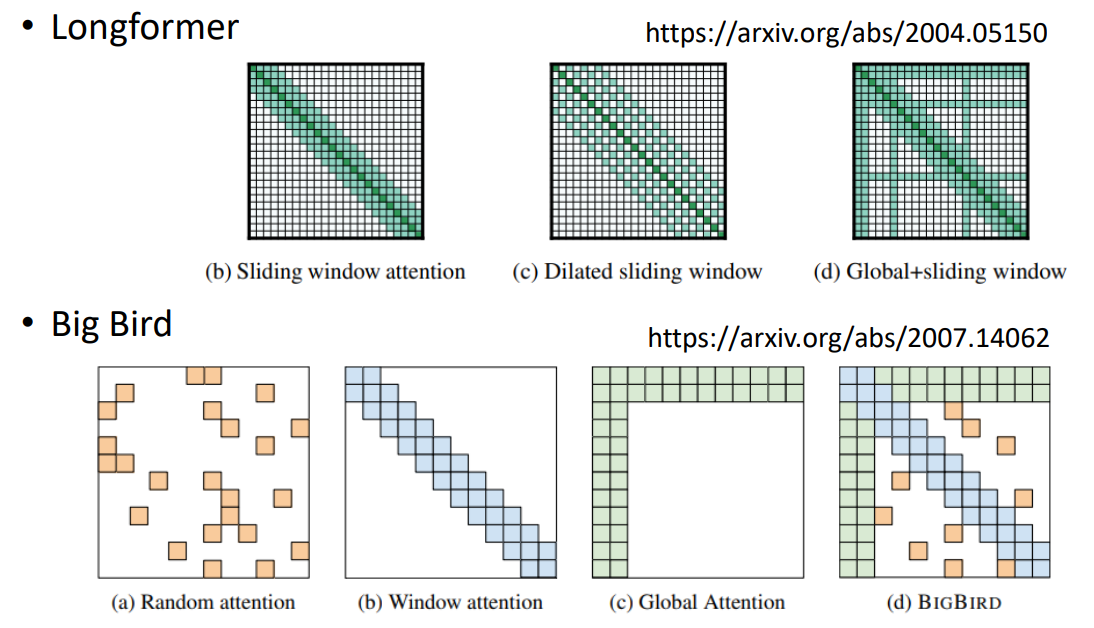 • Longformer
https://arxiv.org/abs/2004.05150
(b) Sliding window attention
(c) Dilated sliding window
(d) Global+sliding window
• Big Bird
https://arxiv.org/abs/2007.14062
(a) Random attention
(b) Window attention
(c) Global Attention
(d) BIGBIRD